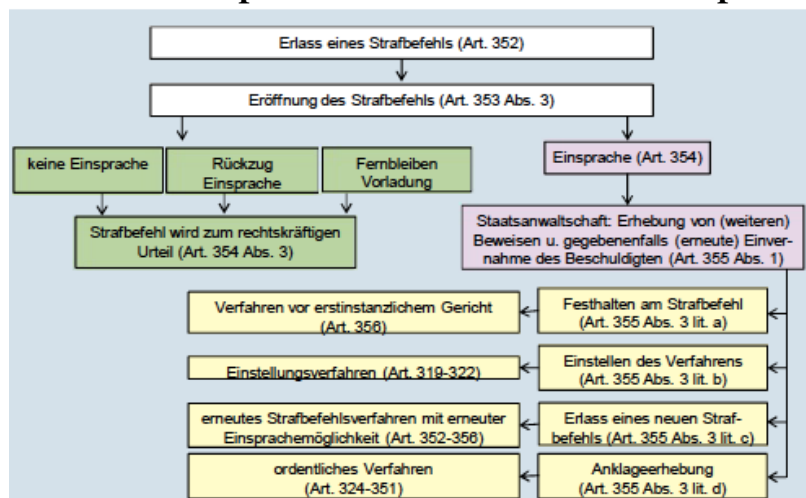 Erlass eines Strafbefehls (Art. 352)
Eröffnung des Strafbefehls (Art. 353 Abs. 3)
keine Einsprache
Rückzug
Einsprache
Fernbleiben
Vorladung
Einsprache (Art. 354)
Strafbefehl wird zum rechtskräftigen
Urteil (Art. 354 Abs. 3)
Staatsanwaltschaft: Erhebung von (weiteren)
Beweisen u. gegebenenfalls (erneute) Einver-
nahme des Beschuldigten (Art. 355 Abs. 1)
Verfahren vor erstinstanzlichem Gericht
(Art. 356)
Festhalten am Strafbefehl
(Art. 355 Abs. 3 lit. a)
Einstellungsverfahren (Art. 319-322)
Einstellen des Verfahrens
(Art. 355 Abs. 3 lit. b)
erneutes Strafbefehlsverfahren mit erneuter
Einsprachemöglichkeit (Art. 352-356)
Erlass eines neuen Straf-
befehls (Art. 355 Abs. 3 lit. c)
ordentliches Verfahren
(Art. 324-351)
Anklageerhebung
(Art. 355 Abs. 3 lit. d)